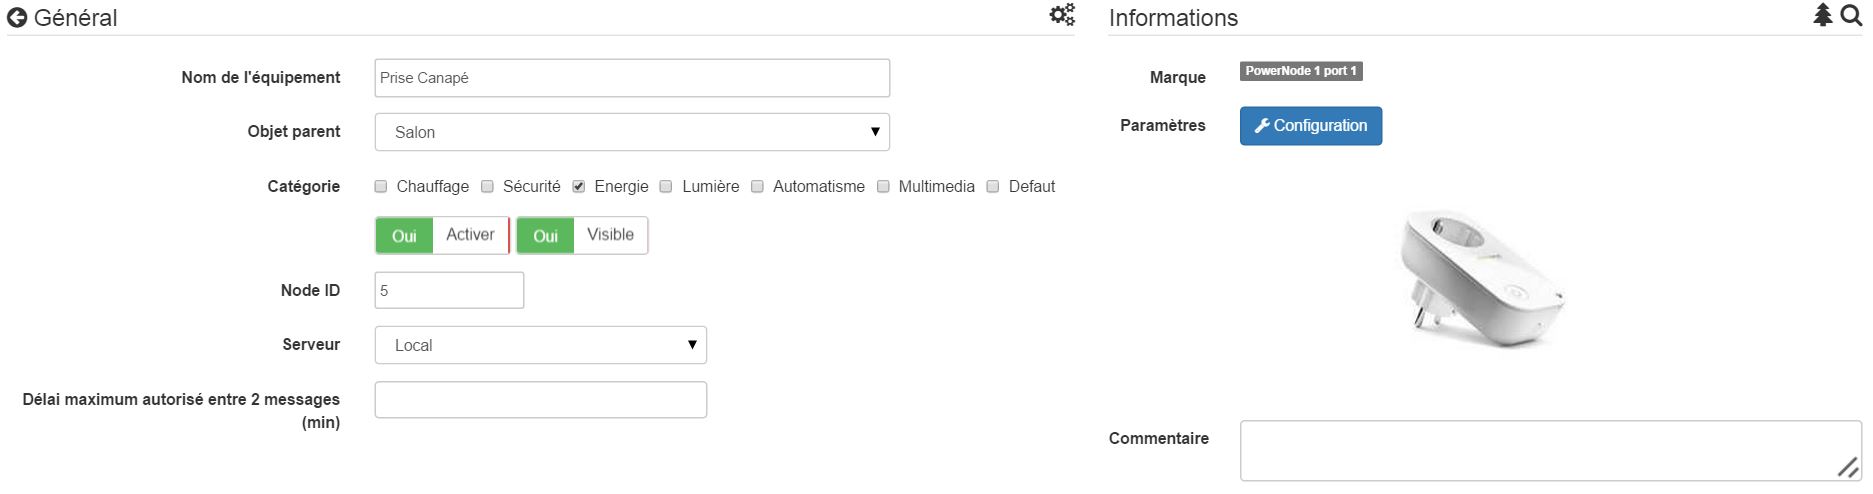 Général
Nom de l'équipement
Prise Canapé
Objet parent
Salon
Catégorie
Chauffage Sécurité Energie Lumière Automatisme Multimedia Defaut
Oui Activer Oui Visible
Node ID
5
Serveur
Local
Délai maximum autorisé entre 2 messages
(min)
Informations
Marque
PowerNode 1 port 1
Paramètres
Configuration
Commentaire